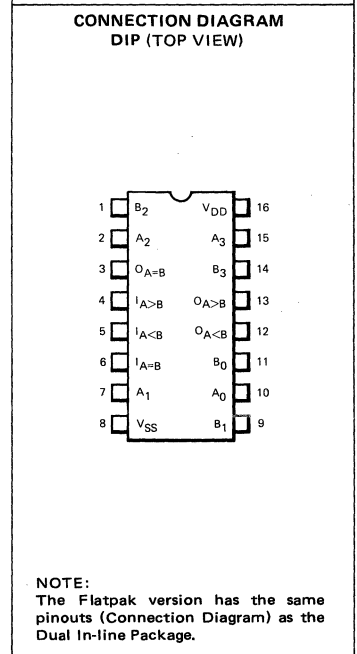 CONNECTION DIAGRAM
DIP (TOP VIEW)
1 B2 VDD 16
2 A2 A3 15
3 OA=B B3 14
4 IA>B OA>B 13
5 IA<B OA<B 12
6 IA=B B0 11
7 A1 A0 10
8 VSS B1 9
NOTE:
The Flatpak version has the same
pinouts (Connection Diagram) as the
Dual In-line Package.